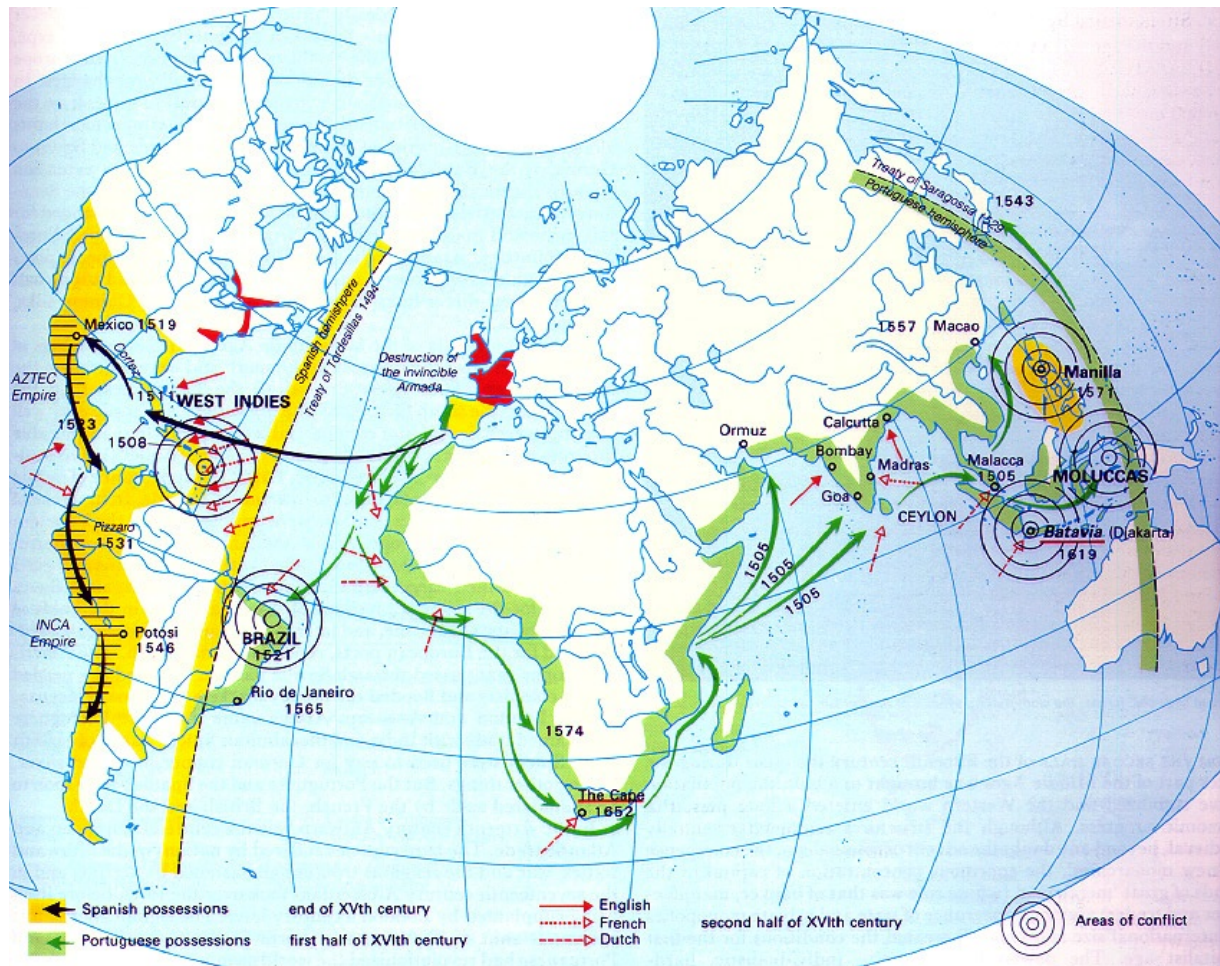 Treaty of Saragossa 1529
Portuguese hemisphere
1543
Spanish hemishpere
Treaty of Tordesilles 1494
Mexico 1519
Cortez
AZTEC
Empire
1511
WEST INDIES
1523
1508
Destruction of
the invincible
Armada
1557
Macao
Manilla
1571
Ormuz
Calcutta
Bombay
Madras
Goa
CEYLON
Malacca
1505
MOLUCCAS
Batavia (Djakarta)
1619
1505
1505
1505
Pizzaro
1531
INCA
Empire
Potosi
1546
BRAZIL
1521
Rio de Janeiro
1565
1574
The Cape
1652
Spanish possessions end of XVth century
Portuguese possessions first half of XVIth century
English
French
Dutch
second half of XVIth century
Areas of conflict